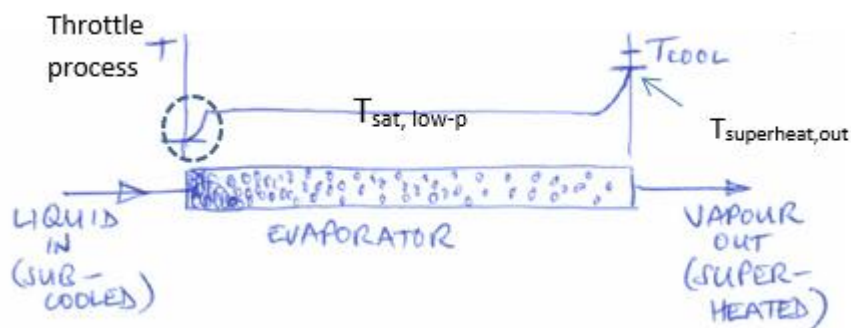 Throttle
process
T
T_COOL
T_sat, low-p
T_superheat,out
LIQUID
IN
(SUB-
COOLED)
EVAPORATOR
VAPOUR
OUT
(SUPER-
HEATED)